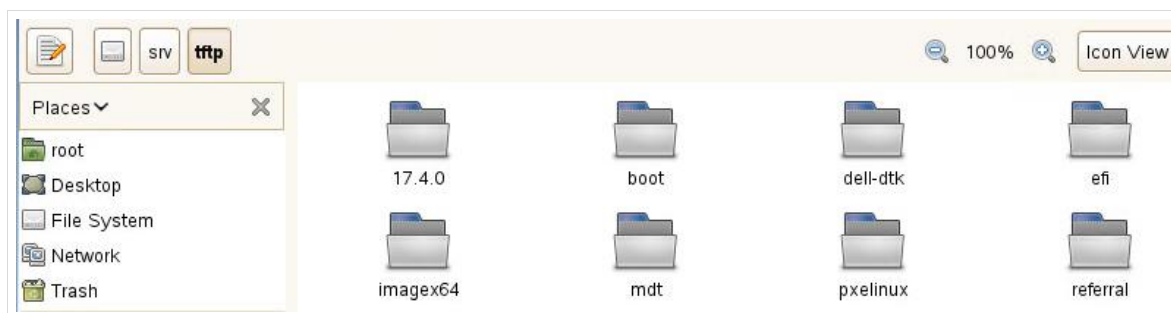 srv tftp 100% Icon View
Places
root
Desktop
File System
Network
Trash
17.4.0 boot dell-dtk efi
imagex64 mdt pxelinux referral